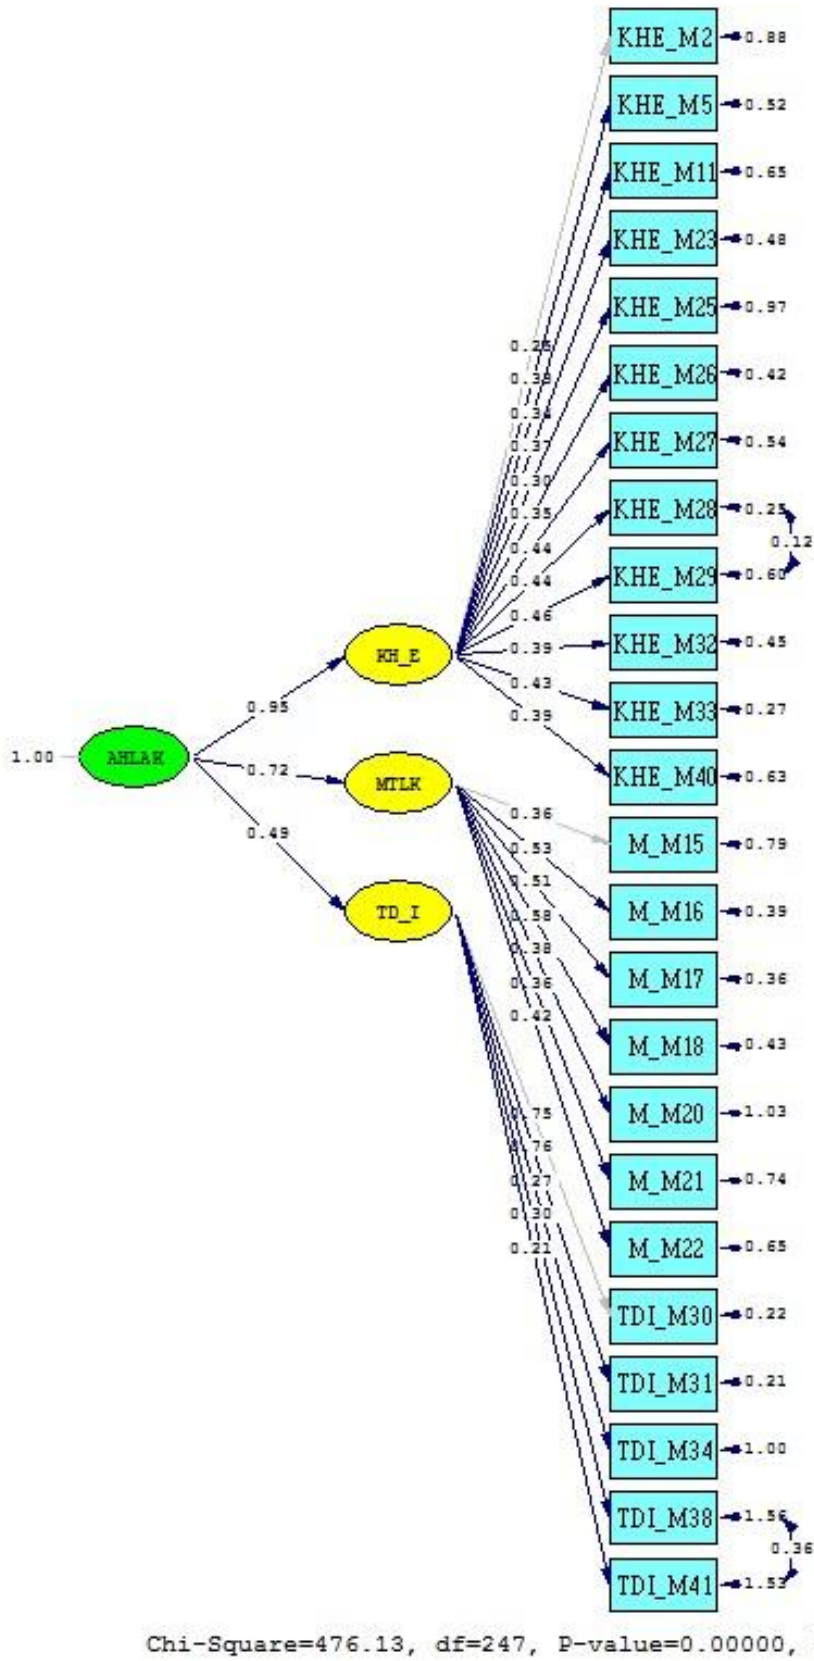 KHE_M2 0.88
KHE_M5 0.52
KHE_M11 0.65
KHE_M23 0.48
KHE_M25 0.97
KHE_M26 0.42
KHE_M27 0.54
KHE_M28 0.25
0.12
KHE_M29 0.60
KHE_M32 0.45
KHE_M33 0.27
KHE_M40 0.63
0.39
0.34
0.37
0.30
0.35
0.44
0.44
0.46
0.39
0.43
0.39
KH_E
0.95
1.00 AHLAK
0.72
0.49
MTLK
TD_I
0.36
0.53
0.51
0.58
0.38
0.36
0.42
M_M15 0.79
M_M16 0.39
M_M17 0.36
M_M18 0.43
M_M20 1.03
M_M21 0.74
M_M22 0.65
0.75
0.76
0.27
0.30
0.21
TDI_M30 0.22
TDI_M31 0.21
TDI_M34 1.00
TDI_M38 1.56
0.36
TDI_M41 1.53
Chi-Square=476.13, df=247, P-value=0.00000,